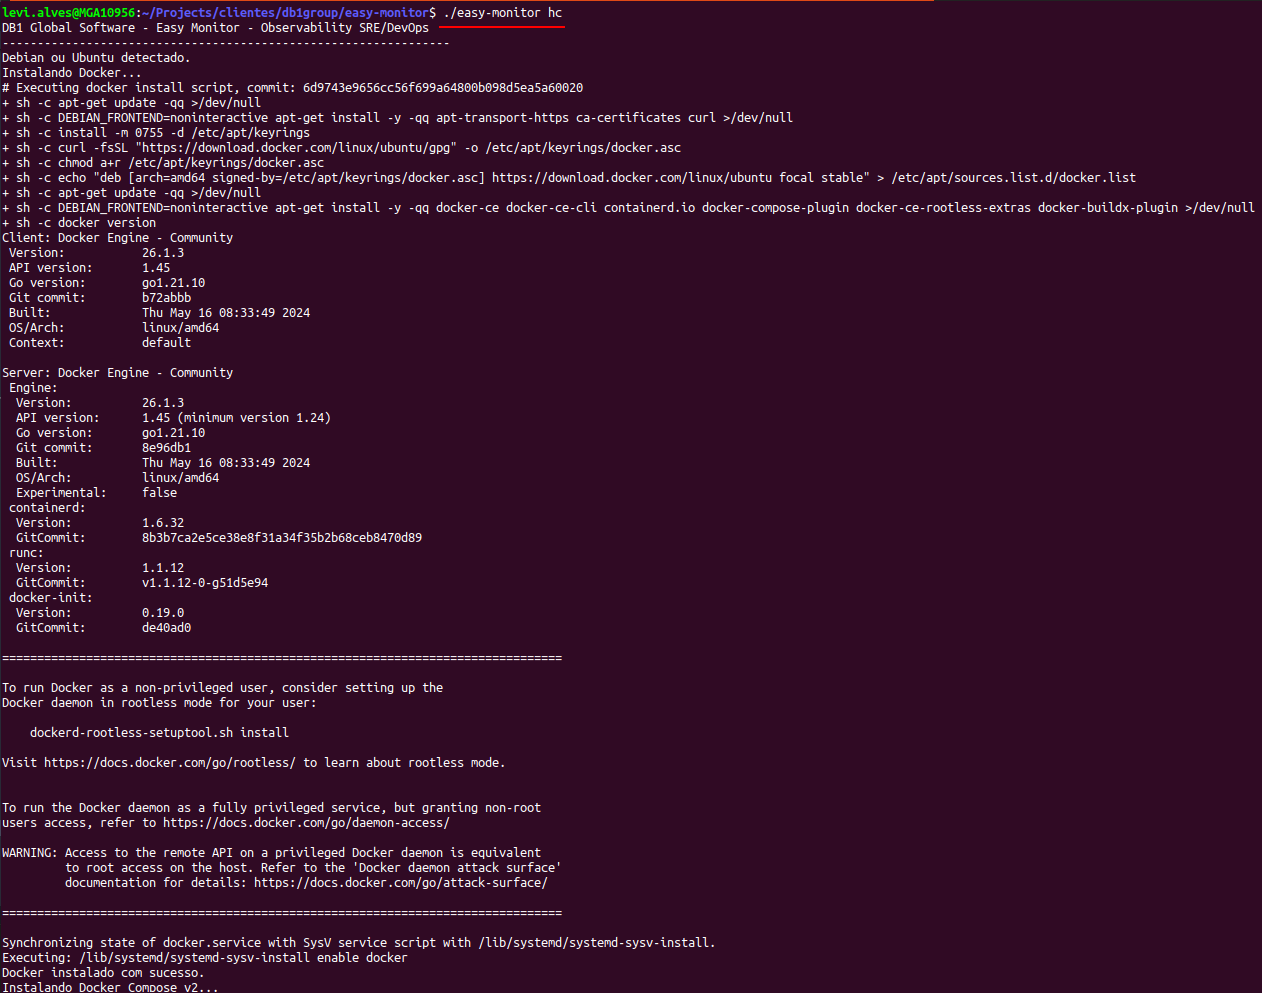 levi.alves@MGA10956:~/Projects/clientes/db1group/easy-monitor$ ./easy-monitor hc
DB1 Global Software - Easy Monitor - Observability SRE/DevOps
----------------------------------------------------------------
Debian ou Ubuntu detectado.
Instalando Docker...
# Executing docker install script, commit: 6d9743e9656cc56f699a64800b098d5ea5a60020
+ sh -c apt-get update -qq >/dev/null
+ sh -c DEBIAN_FRONTEND=noninteractive apt-get install -y -qq apt-transport-https ca-certificates curl >/dev/null
+ sh -c install -m 0755 -d /etc/apt/keyrings
+ sh -c curl -fsSL "https://download.docker.com/linux/ubuntu/gpg" -o /etc/apt/keyrings/docker.asc
+ sh -c chmod a+r /etc/apt/keyrings/docker.asc
+ sh -c echo "deb [arch=amd64 signed-by=/etc/apt/keyrings/docker.asc] https://download.docker.com/linux/ubuntu focal stable" > /etc/apt/sources.list.d/docker.list
+ sh -c apt-get update -qq >/dev/null
+ sh -c DEBIAN_FRONTEND=noninteractive apt-get install -y -qq docker-ce docker-ce-cli containerd.io docker-compose-plugin docker-ce-rootless-extras docker-buildx-plugin >/dev/null
+ sh -c docker version
Client: Docker Engine - Community
 Version:           26.1.3
 API version:       1.45
 Go version:        go1.21.10
 Git commit:        b72abbb
 Built:             Thu May 16 08:33:49 2024
 OS/Arch:           linux/amd64
 Context:           default

Server: Docker Engine - Community
 Engine:
  Version:          26.1.3
  API version:      1.45 (minimum version 1.24)
  Go version:       go1.21.10
  Git commit:       8e96db1
  Built:            Thu May 16 08:33:49 2024
  OS/Arch:          linux/amd64
  Experimental:     false
 containerd:
  Version:          1.6.32
  GitCommit:        8b3b7ca2e5ce38e8f31a34f35b2b68ceb8470d89
 runc:
  Version:          1.1.12
  GitCommit:        v1.1.12-0-g51d5e94
 docker-init:
  Version:          0.19.0
  GitCommit:        de40ad0

================================================================================

To run Docker as a non-privileged user, consider setting up the
Docker daemon in rootless mode for your user:

    dockerd-rootless-setuptool.sh install

Visit https://docs.docker.com/go/rootless/ to learn about rootless mode.


To run the Docker daemon as a fully privileged service, but granting non-root
users access, refer to https://docs.docker.com/go/daemon-access/

WARNING: Access to the remote API on a privileged Docker daemon is equivalent
         to root access on the host. Refer to the 'Docker daemon attack surface'
         documentation for details: https://docs.docker.com/go/attack-surface/

================================================================================

Synchronizing state of docker.service with SysV service script with /lib/systemd/systemd-sysv-install.
Executing: /lib/systemd/systemd-sysv-install enable docker
Docker instalado com sucesso.
Instalando Docker Compose v2...